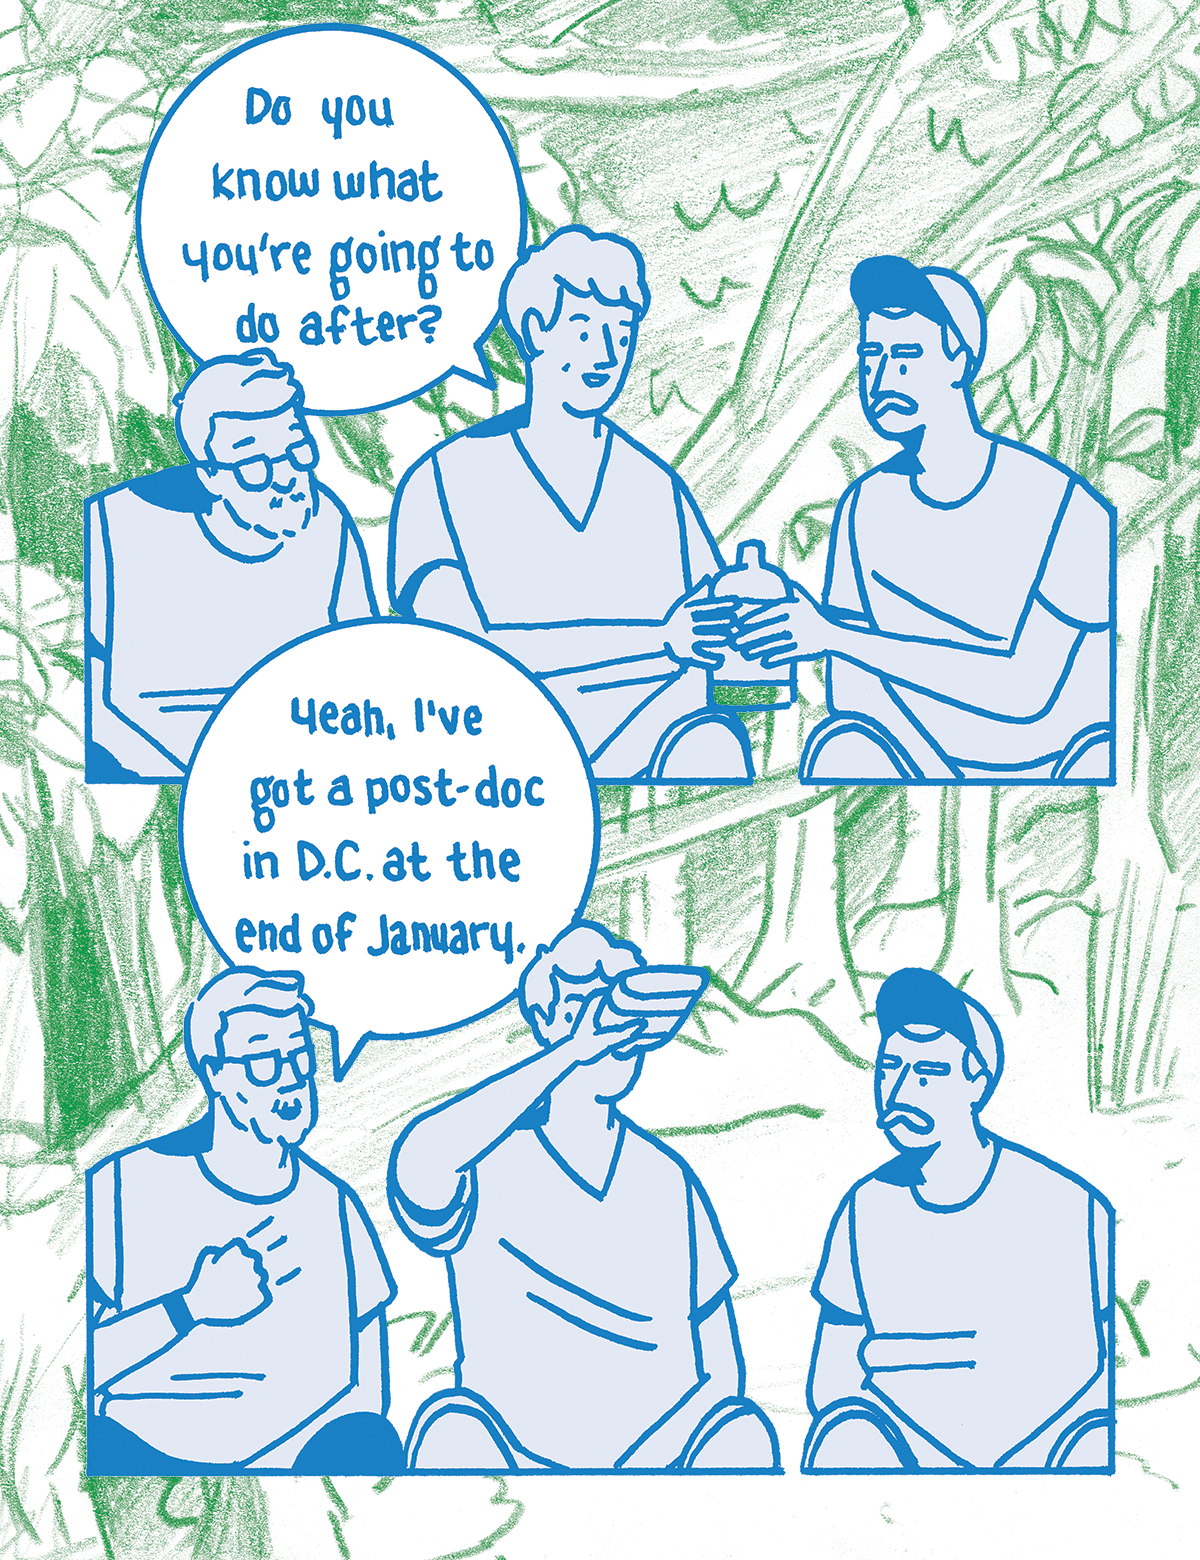 Do you
know what
you're going to
do after?
Yeah, I've
got a post-doc
in D.C. at the
end of January.